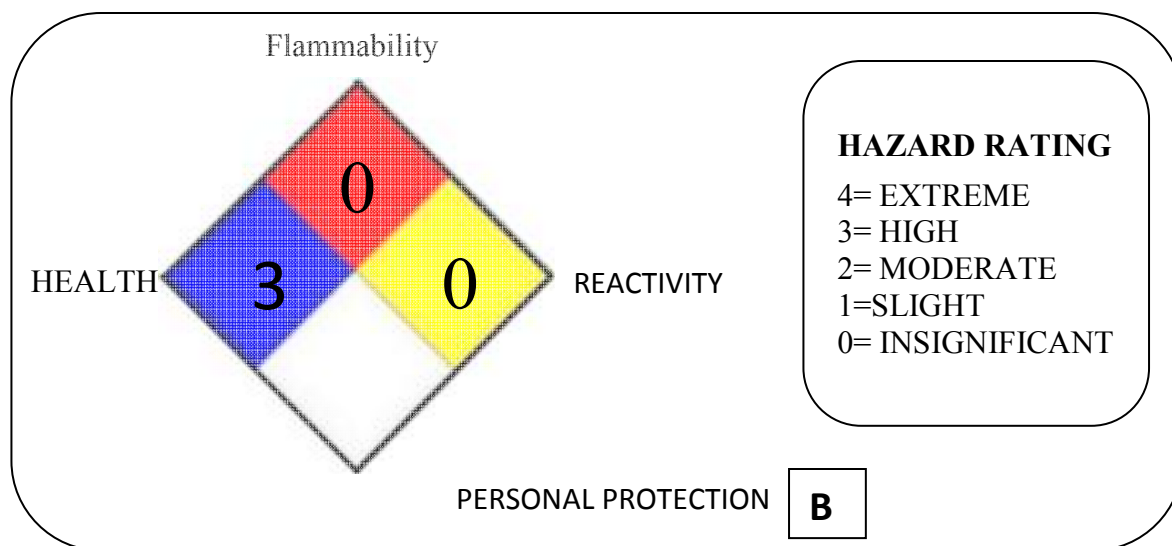 Flammability
0
HEALTH
3
0
REACTIVITY
PERSONAL PROTECTION B
HAZARD RATING
4= EXTREME
3= HIGH
2= MODERATE
1=SLIGHT
0= INSIGNIFICANT